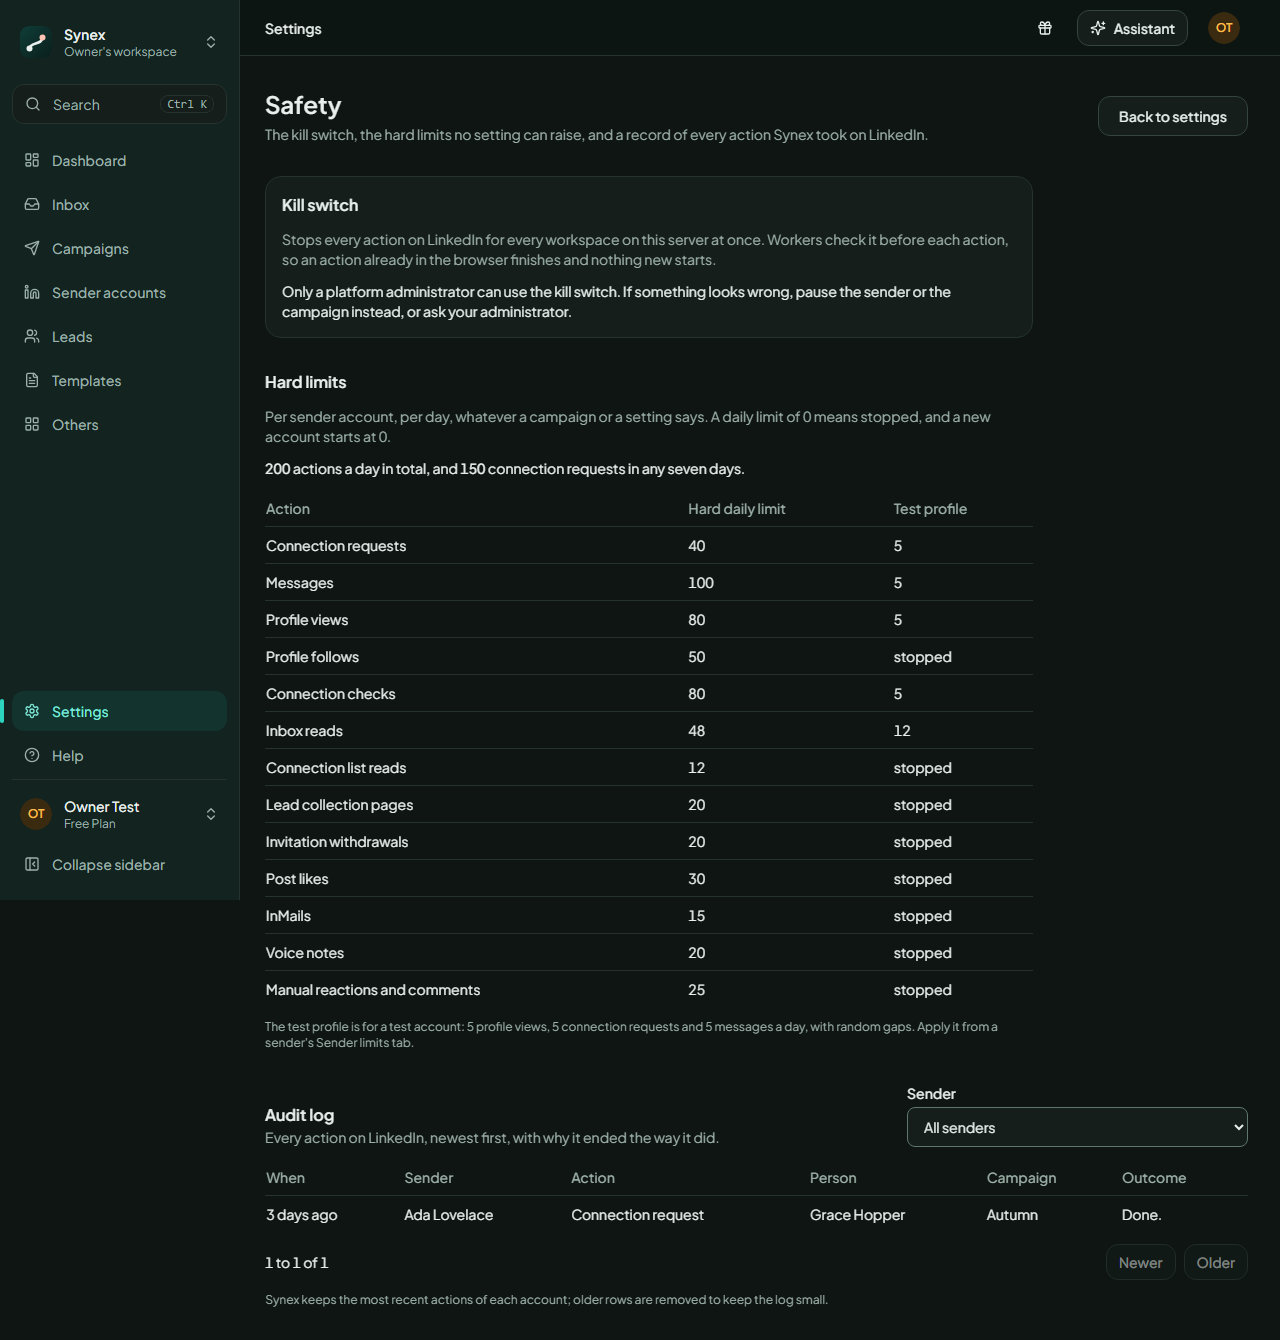 Synex
Owner's workspace
Search
Ctrl K
Dashboard
Inbox
Campaigns
Sender accounts
Leads
Templates
Others
Settings
Help
OT
Owner Test
Free Plan
Collapse sidebar
Settings
Assistant
OT
Safety
The kill switch, the hard limits no setting can raise, and a record of every action Synex took on LinkedIn.
Back to settings
Kill switch
Stops every action on LinkedIn for every workspace on this server at once. Workers check it before each action,
so an action already in the browser finishes and nothing new starts.
Only a platform administrator can use the kill switch. If something looks wrong, pause the sender or the
campaign instead, or ask your administrator.
Hard limits
Per sender account, per day, whatever a campaign or a setting says. A daily limit of 0 means stopped, and a new
account starts at 0.
200 actions a day in total, and 150 connection requests in any seven days.
Action Hard daily limit Test profile
Connection requests 40 5
Messages 100 5
Profile views 80 5
Profile follows 50 stopped
Connection checks 80 5
Inbox reads 48 12
Connection list reads 12 stopped
Lead collection pages 20 stopped
Invitation withdrawals 20 stopped
Post likes 30 stopped
InMails 15 stopped
Voice notes 20 stopped
Manual reactions and comments 25 stopped
The test profile is for a test account: 5 profile views, 5 connection requests and 5 messages a day, with random gaps. Apply it from a
sender's Sender limits tab.
Audit log
Every action on LinkedIn, newest first, with why it ended the way it did.
Sender
All senders
When Sender Action Person Campaign Outcome
3 days ago Ada Lovelace Connection request Grace Hopper Autumn Done.
1 to 1 of 1
Newer
Older
Synex keeps the most recent actions of each account; older rows are removed to keep the log small.